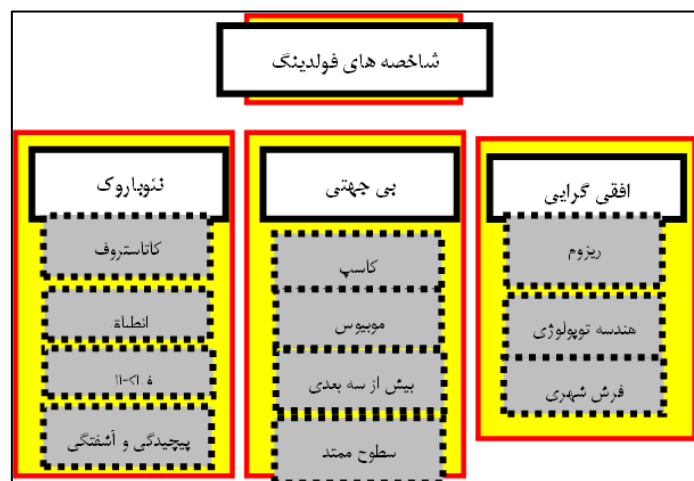 شاخصه های فولدینگ
افقی گرایی
ریزوم
هندسه توپولوژی
فرش شهری
بی جهتی
کاسپ
موبیوس
بیش از سه بعدی
سطوح ممتد
نئوباروک
کاتاستروف
پیچیدگی و آشفتگی